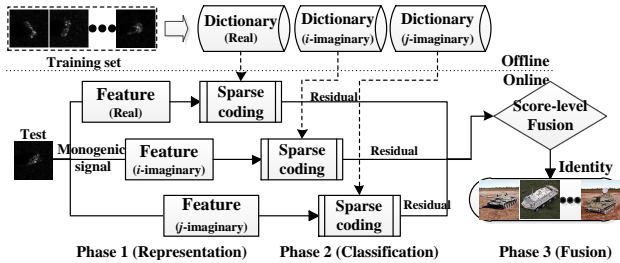 Dictionary
(Real)
Dictionary
(i-imaginary)
Dictionary
(j-imaginary)
Training set
Offline
Online
Feature
(Real)
Sparse
coding
Residual
Score-level
Fusion
Test
Monogenic
signal
Feature
(i-imaginary)
Sparse
coding
Residual
Identity
Feature
(j-imaginary)
Sparse
coding
Residual
Phase 1 (Representation)
Phase 2 (Classification)
Phase 3 (Fusion)